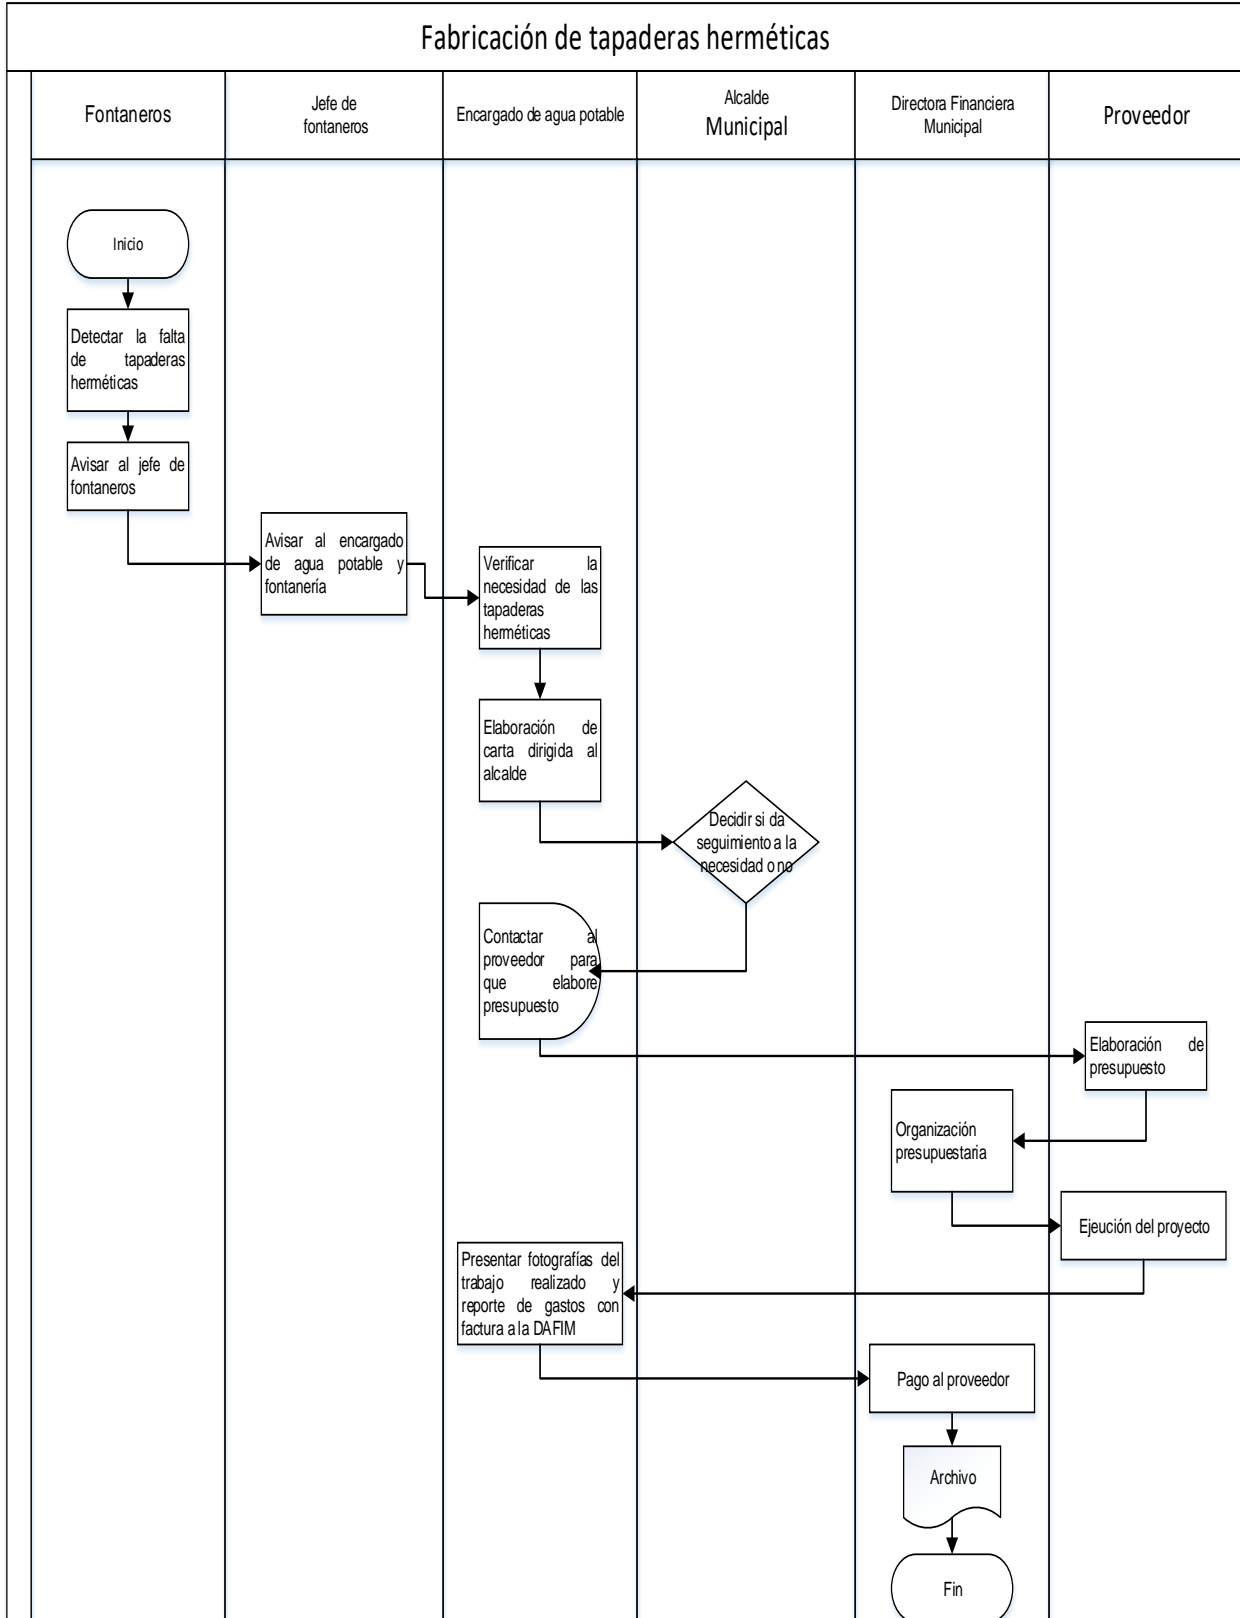 Fabricación de tapaderas herméticas
Fontaneros
Jefe de
fontaneros
Encargado de agua potable
Alcalde
Municipal
Directora Financiera
Municipal
Proveedor
Inicio
Detectar la falta
de tapaderas
herméticas
Avisar al jefe de
fontaneros
Avisar al encargado
de agua potable y
fontanería
Verificar la
necesidad de las
tapaderas
herméticas
Elaboración de
carta dirigida al
alcalde
Decidir si da
seguimiento a la
necesidad o no
Contactar al
proveedor para
que elabore
presupuesto
Elaboración de
presupuesto
Organización
presupuestaria
Ejeución del proyecto
Presentar fotografías del
trabajo realizado y
reporte de gastos con
factura a la DAFIM
Pago al proveedor
Archivo
Fin